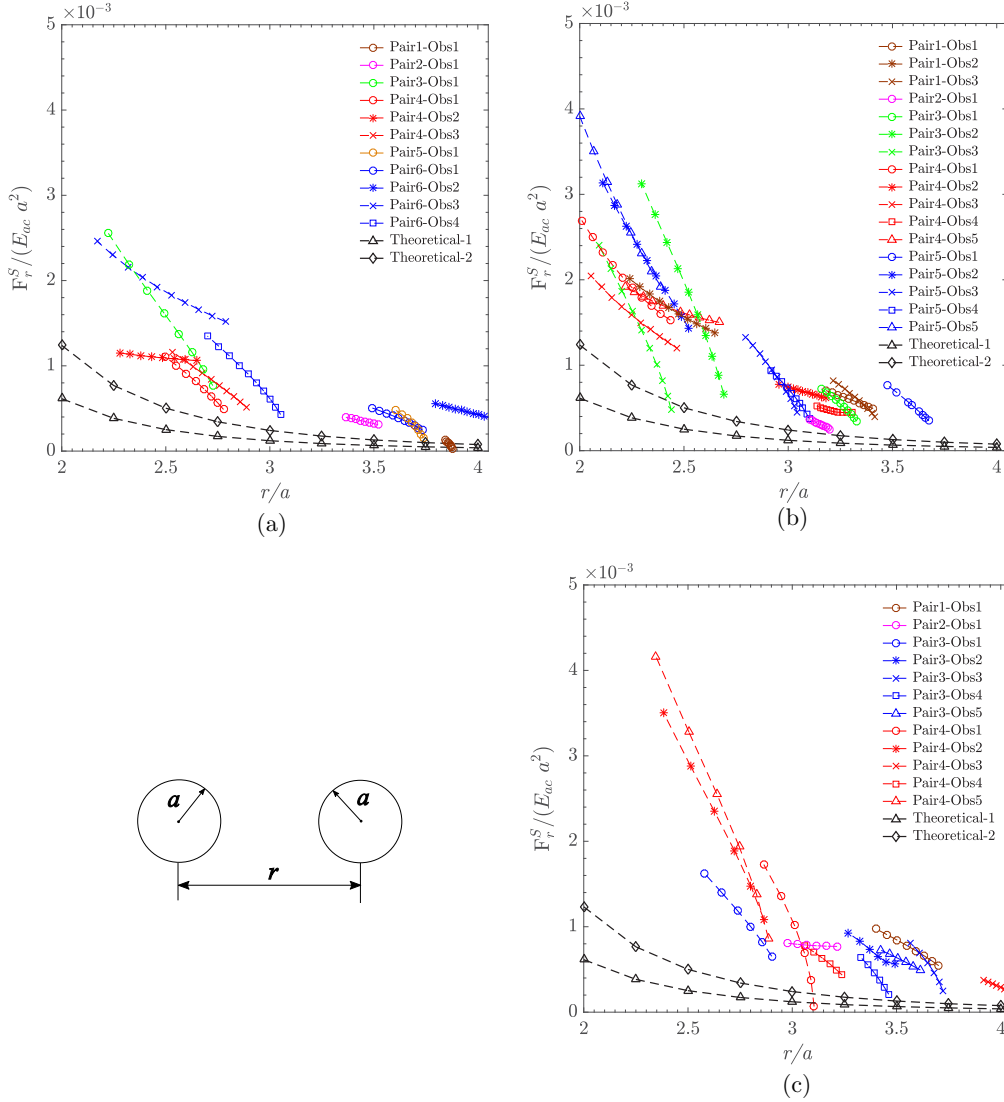 ×10⁻³
5
4
3
2
1
0
F_r^S/(E_ac a²)
2 2.5 3 3.5 4
r/a
Pair1-Obs1
Pair2-Obs1
Pair3-Obs1
Pair4-Obs1
Pair4-Obs2
Pair4-Obs3
Pair5-Obs1
Pair6-Obs1
Pair6-Obs2
Pair6-Obs3
Pair6-Obs4
Theoretical-1
Theoretical-2
(a)
×10⁻³
5
4
3
2
1
0
F_r^S/(E_ac a²)
2 2.5 3 3.5 4
r/a
Pair1-Obs1
Pair1-Obs2
Pair1-Obs3
Pair2-Obs1
Pair3-Obs1
Pair3-Obs2
Pair3-Obs3
Pair4-Obs1
Pair4-Obs2
Pair4-Obs3
Pair4-Obs4
Pair4-Obs5
Pair5-Obs1
Pair5-Obs2
Pair5-Obs3
Pair5-Obs4
Pair5-Obs5
Theoretical-1
Theoretical-2
(b)
a a
r
×10⁻³
5
4
3
2
1
0
F_r^S/(E_ac a²)
2 2.5 3 3.5 4
r/a
Pair1-Obs1
Pair2-Obs1
Pair3-Obs1
Pair3-Obs2
Pair3-Obs3
Pair3-Obs4
Pair3-Obs5
Pair4-Obs1
Pair4-Obs2
Pair4-Obs3
Pair4-Obs4
Pair4-Obs5
Theoretical-1
Theoretical-2
(c)